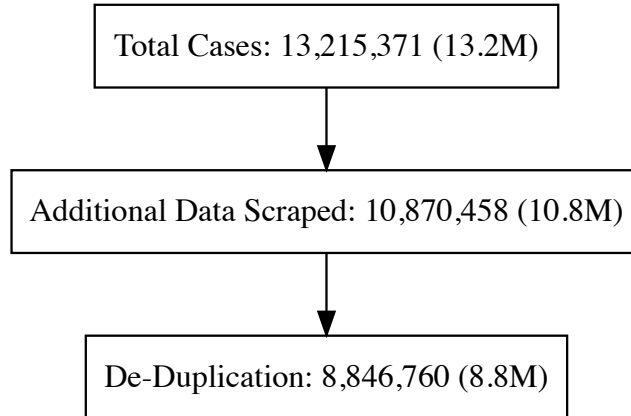 Total Cases: 13,215,371 (13.2M)
Additional Data Scraped: 10,870,458 (10.8M)
De-Duplication: 8,846,760 (8.8M)